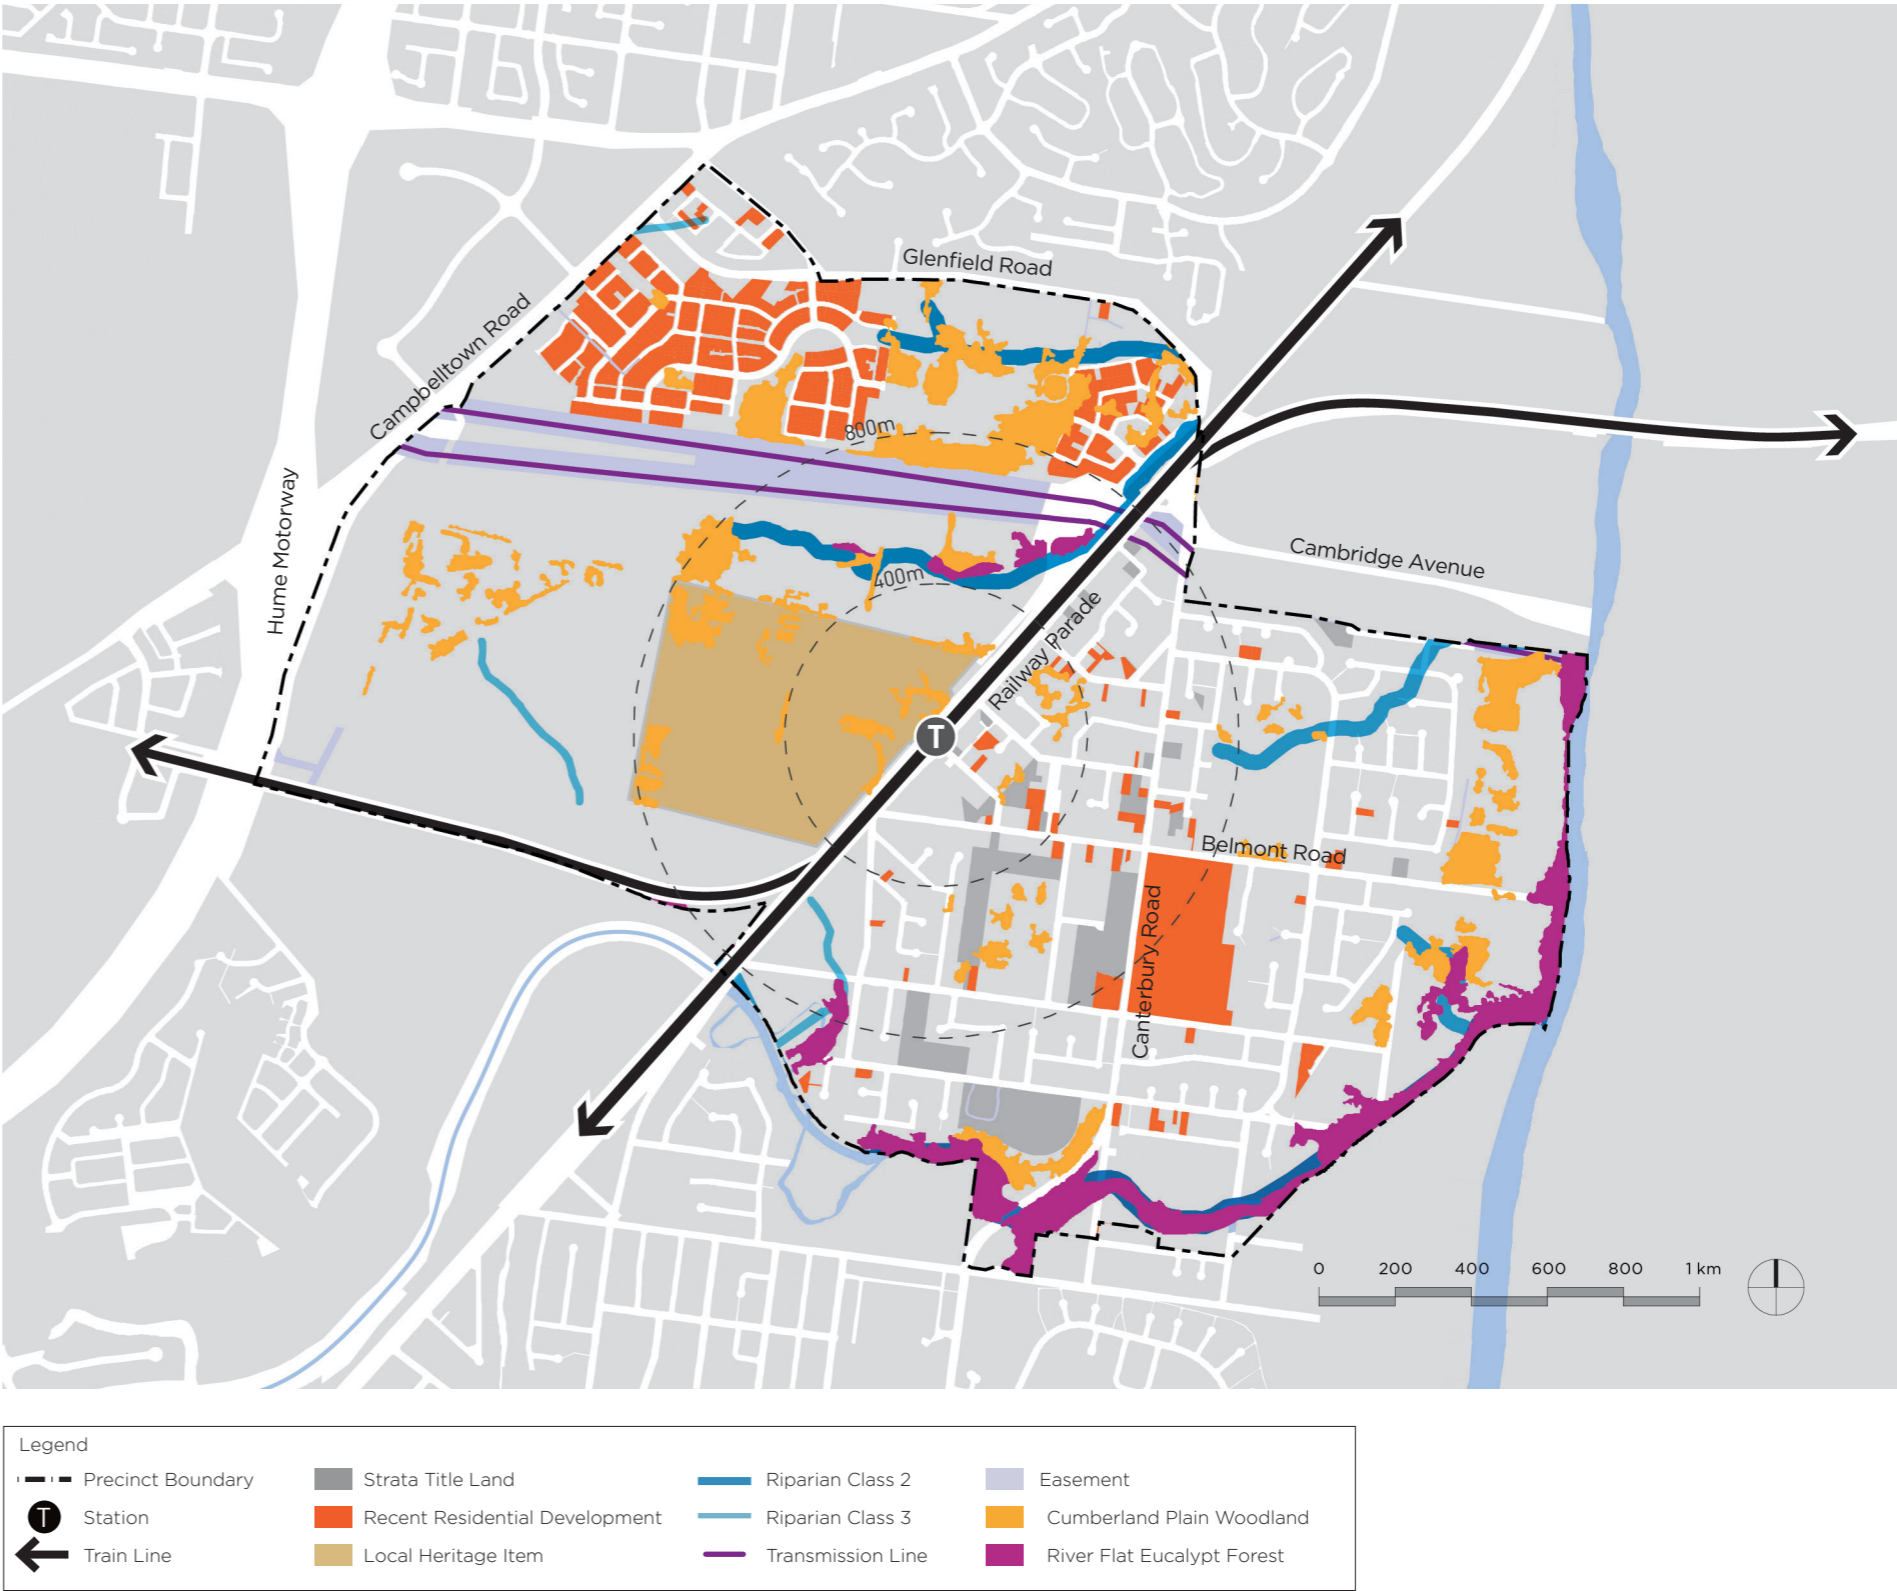 Glenfield Road
Campbelltown Road
800m
Hume Motorway
Cambridge Avenue
400m
Railway Parade
T
Belmont Road
Canterbury Road
0 200 400 600 800 1 km
Legend
Precinct Boundary
Strata Title Land
Riparian Class 2
Easement
T Station
Recent Residential Development
Riparian Class 3
Cumberland Plain Woodland
Train Line
Local Heritage Item
Transmission Line
River Flat Eucalypt Forest